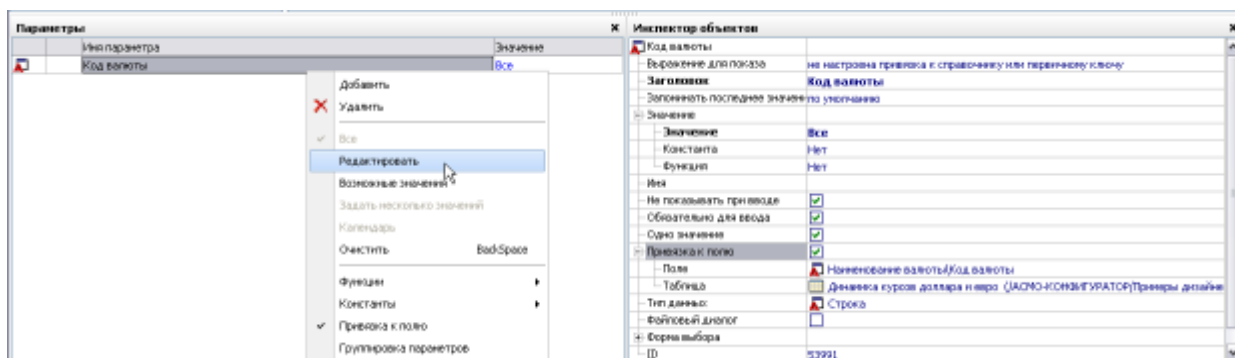 Параметры
Имя параметра Значение
Код валюты Все
Добавить
Удалить
Все
Редактировать
Возможные значения
Задать несколько значений
Календарь
Очистить BackSpace
Функции
Константы
Привязка к полю
Группировка параметров
Инспектор объектов
Код валюты
Выражение для показа не настроена привязка к справочнику или первичному ключу
Заголовок Код валюты
Запоминать последнее значен по умолчанию
Значение
Значение Все
Константа Нет
Функция Нет
Имя
Не показывать при вводе
Обязательно для ввода
Одно значение
Привязка к полю
Поле Наименование валюты\Код валюты
Таблица Динамика курсов доллара и евро (\АСМО-КОНФИГУРАТОР\Примеры дизайне
Тип данных Строка
Файловый диалог
Форма выбора
ID 53991